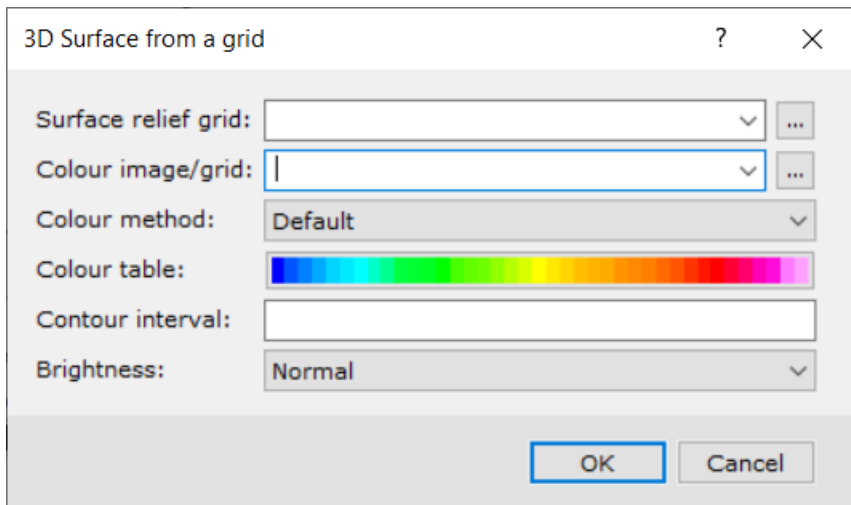 3D Surface from a grid ?
Surface relief grid: ...
Colour image/grid: ...
Colour method: Default
Colour table:
Contour interval:
Brightness: Normal
OK Cancel